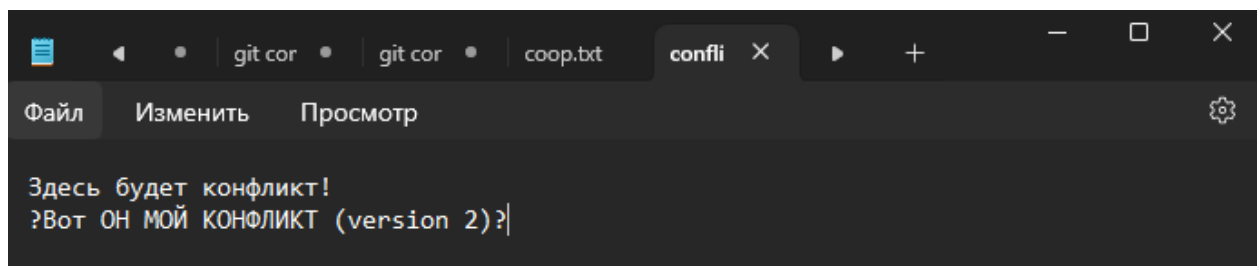 git cor git cor coop.txt confli
Файл Изменить Просмотр
Здесь будет конфликт!
?Вот ОН МОЙ КОНФЛИКТ (version 2)?